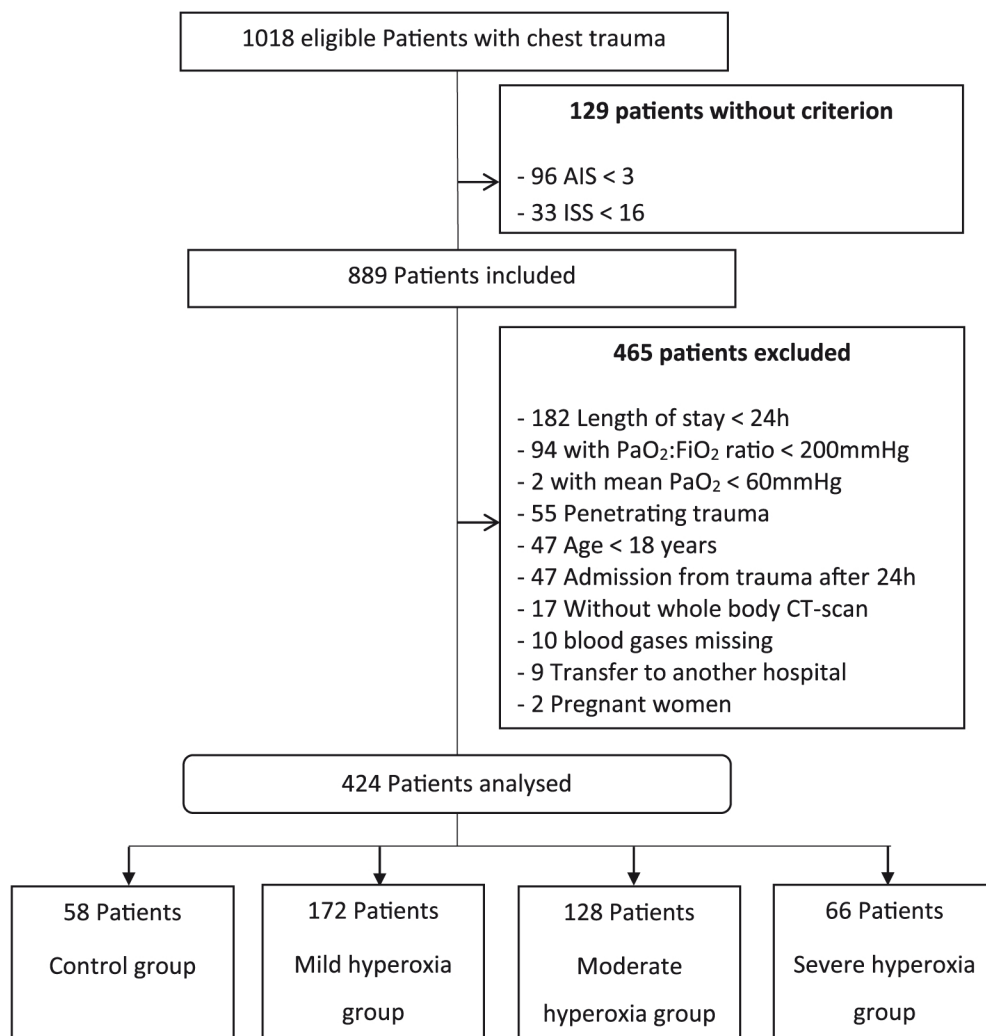 1018 eligible Patients with chest trauma
129 patients without criterion
- 96 AIS < 3
- 33 ISS < 16
889 Patients included
465 patients excluded
- 182 Length of stay < 24h
- 94 with PaO₂:FiO₂ ratio < 200mmHg
- 2 with mean PaO₂ < 60mmHg
- 55 Penetrating trauma
- 47 Age < 18 years
- 47 Admission from trauma after 24h
- 17 Without whole body CT-scan
- 10 blood gases missing
- 9 Transfer to another hospital
- 2 Pregnant women
424 Patients analysed
58 Patients
Control group
172 Patients
Mild hyperoxia
group
128 Patients
Moderate
hyperoxia group
66 Patients
Severe hyperoxia
group